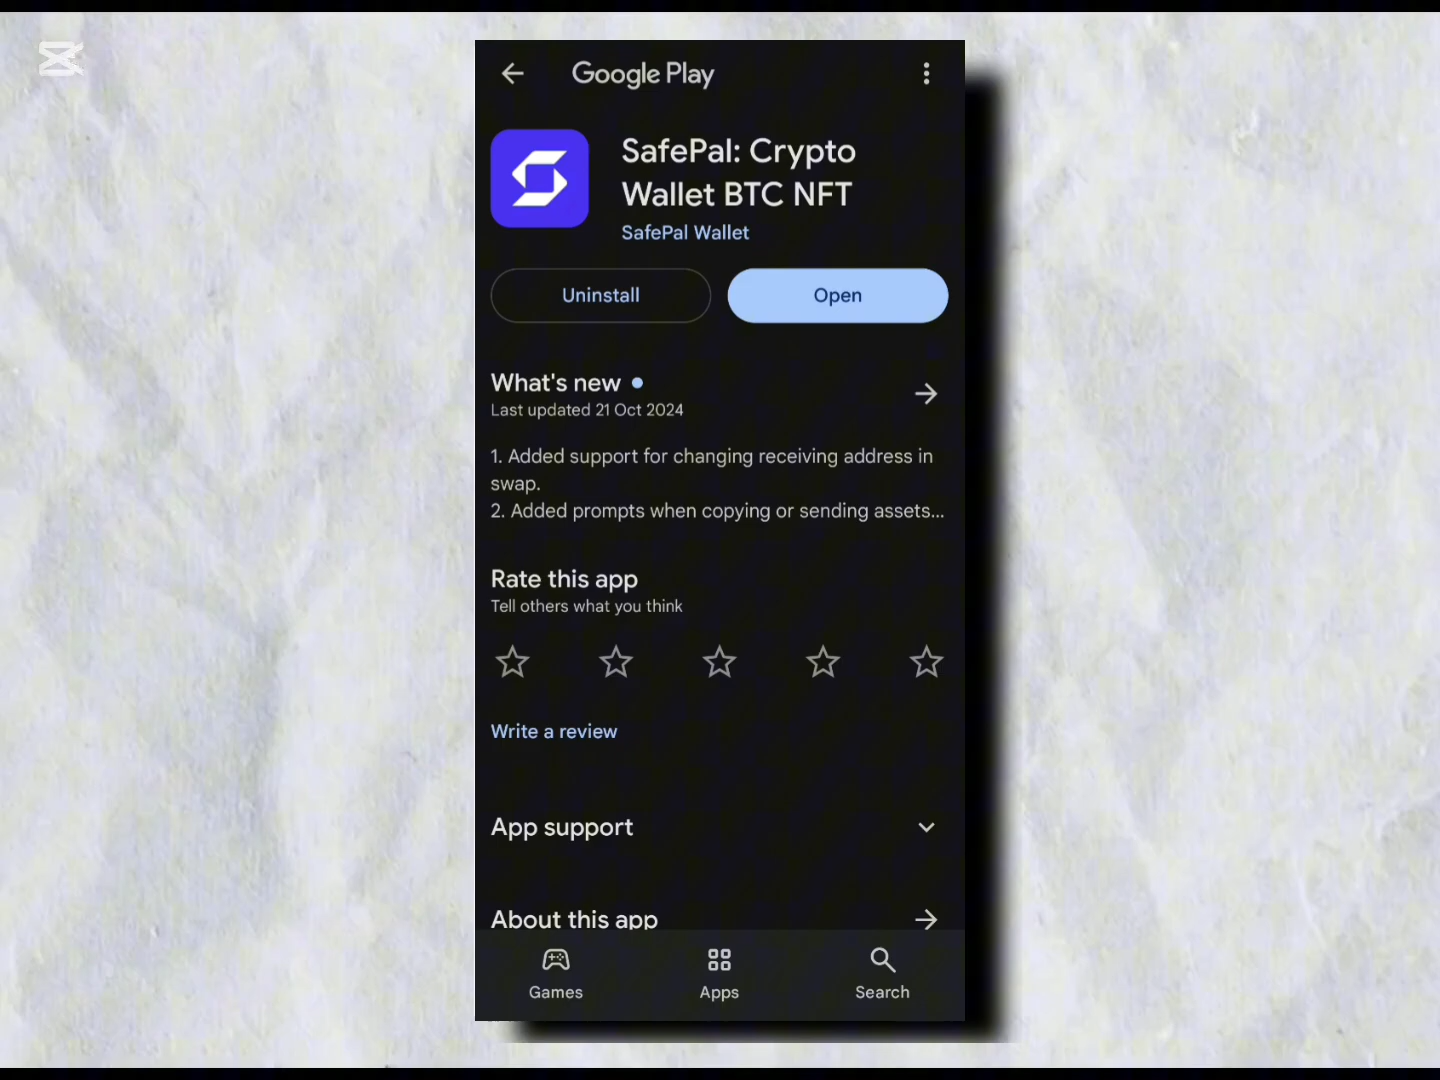 Google Play
SafePal: Crypto
Wallet BTC NFT
SafePal Wallet
Uninstall
Open
What's new
Last updated 21 Oct 2024
1. Added support for changing receiving address in
swap.
2. Added prompts when copying or sending assets...
Rate this app
Tell others what you think
Write a review
App support
About this app
Games
Apps
Search